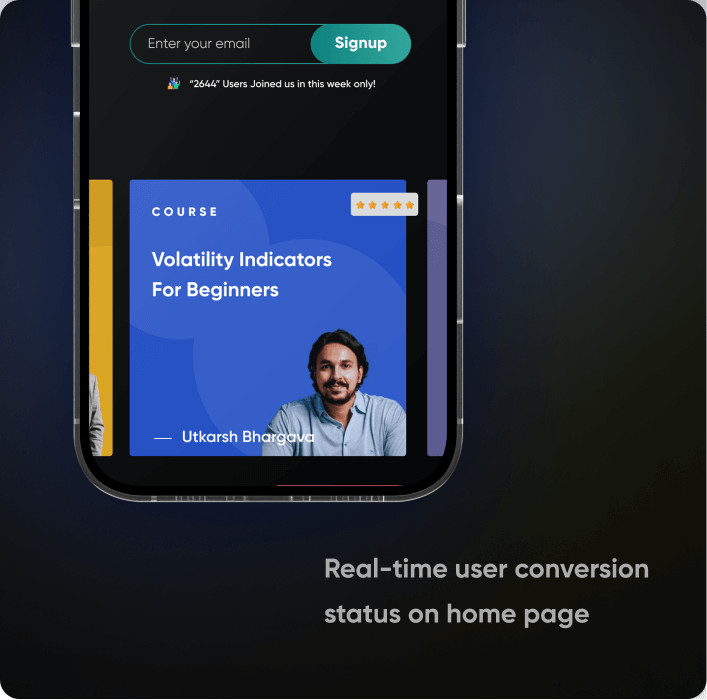 Enter your email
Signup
"2644" Users Joined us in this week only!
COURSE
Volatility Indicators
For Beginners
Utkarsh Bhargava
Real-time user conversion
status on home page